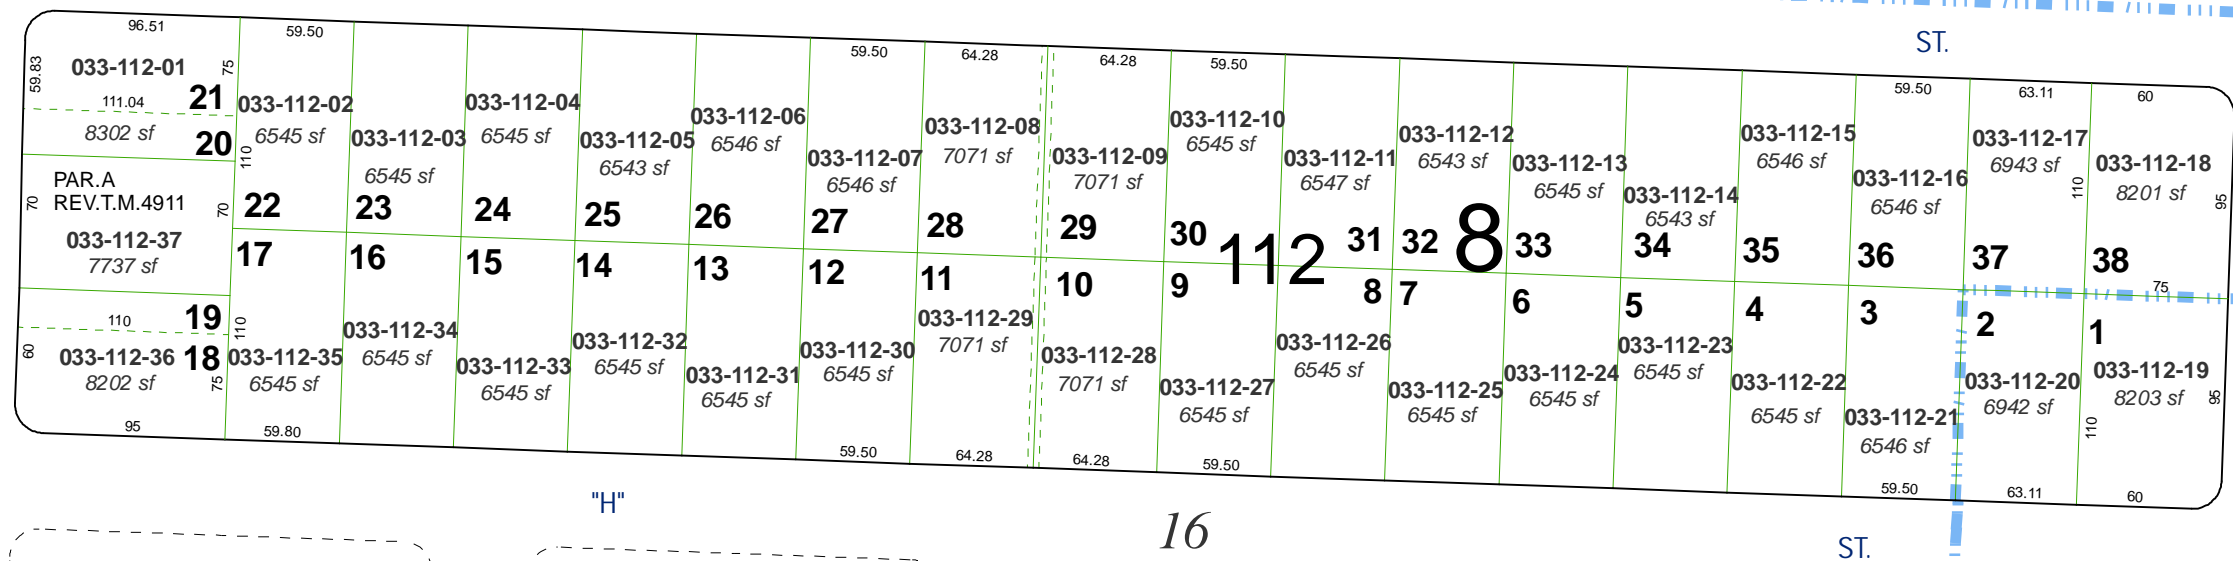 ST.
96.51
59.50
59.50
64.28
64.28
59.50
59.50
63.11
60
59.83
033-112-01
75
111.04
21
8302 sf
20
110
PAR.A
REV.T.M.4911
70
70
033-112-37
7737 sf
19
110
110
60
033-112-36
18
8202 sf
75
95
033-112-02
6545 sf
22
033-112-03
6545 sf
23
033-112-04
6545 sf
24
033-112-05
6543 sf
25
033-112-06
6546 sf
26
033-112-07
6546 sf
27
033-112-08
7071 sf
28
033-112-09
7071 sf
29
033-112-10
6545 sf
30
033-112-11
6547 sf
31
033-112-12
6543 sf
32
033-112-13
6545 sf
33
033-112-14
6543 sf
34
033-112-15
6546 sf
35
033-112-16
6546 sf
36
033-112-17
6943 sf
110
37
033-112-18
8201 sf
95
38
75
112
8
17
033-112-35
6545 sf
16
033-112-34
6545 sf
15
033-112-33
6545 sf
14
033-112-32
6545 sf
13
033-112-31
6545 sf
12
033-112-30
6545 sf
11
033-112-29
7071 sf
10
033-112-28
7071 sf
9
033-112-27
6545 sf
8
033-112-26
6545 sf
7
033-112-25
6545 sf
6
033-112-24
6545 sf
5
033-112-23
6545 sf
4
033-112-22
6545 sf
3
033-112-21
6546 sf
2
033-112-20
6942 sf
1
033-112-19
8203 sf
95
110
59.80
59.50
64.28
64.28
59.50
59.50
63.11
60
"H"
16
ST.